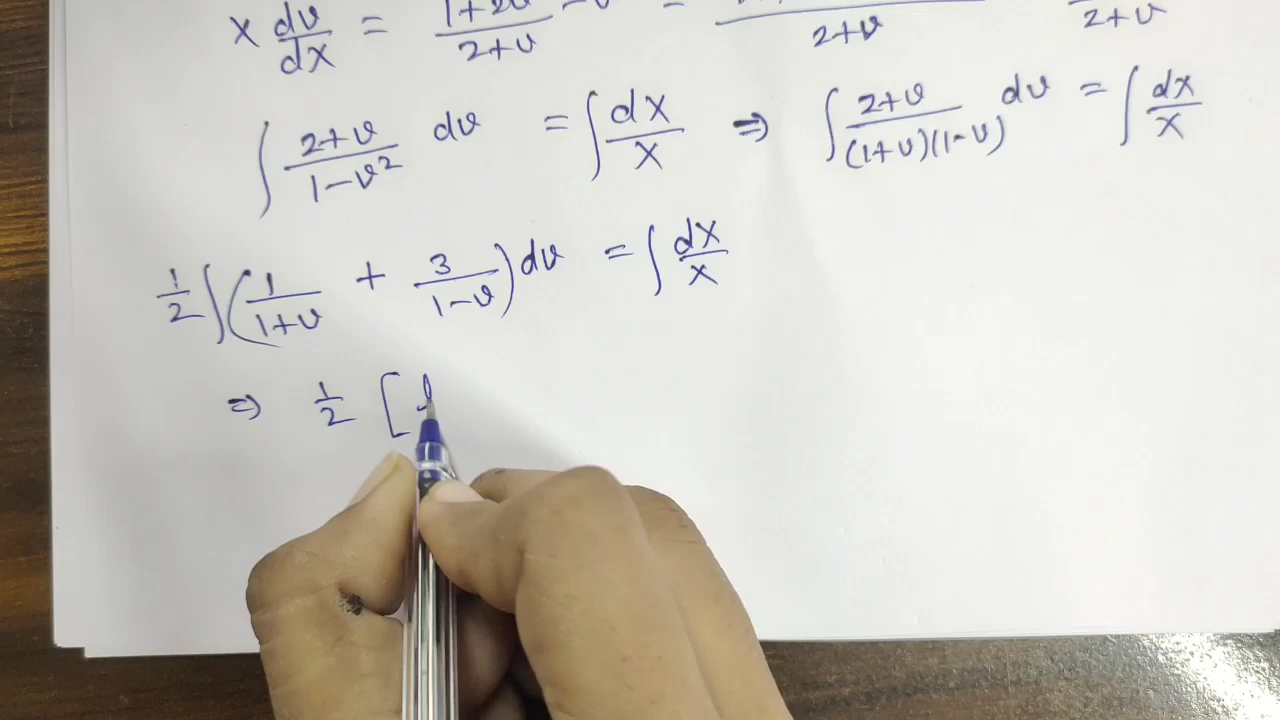 x dv/dx = 1+2v/2+v - v = /2+v /2+v
∫ 2+v/1-v² dv = ∫ dx/x ⇒ ∫ 2+v/(1+v)(1-v) dv = ∫ dx/x
1/2 ∫ (1/1+v + 3/1-v) dv = ∫ dx/x
⇒ 1/2 [